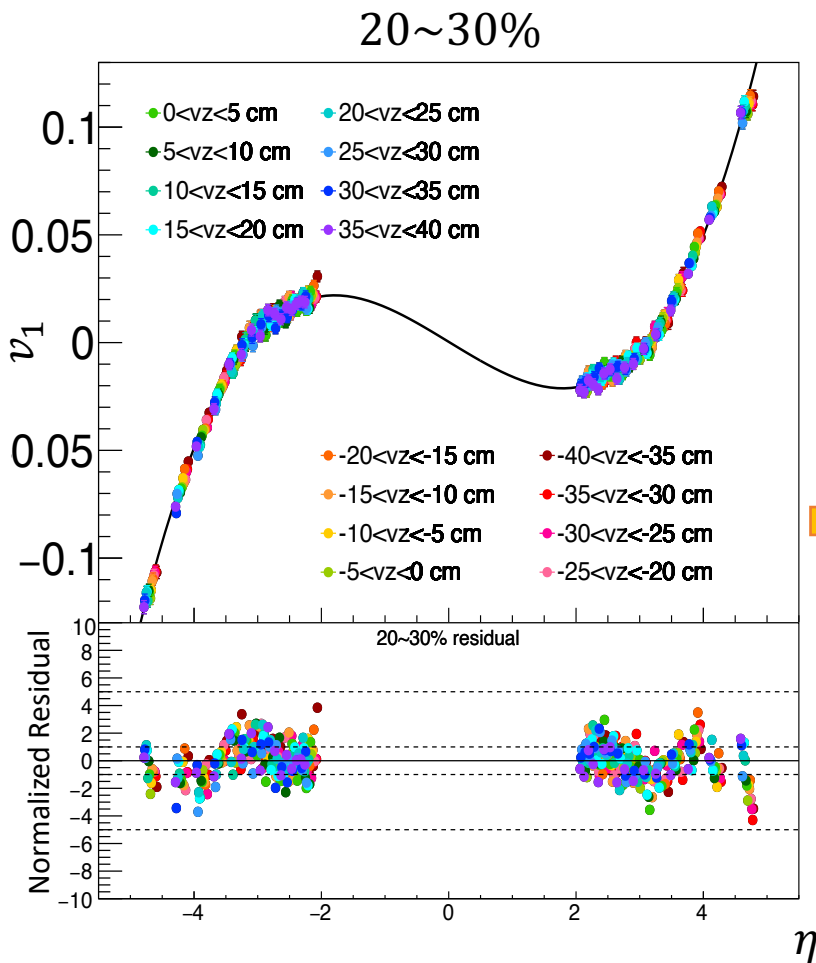 20~30%
0.1
0.05
0
0.05
−0.1
v₁
0<vz<5 cm
5<vz<10 cm
10<vz<15 cm
15<vz<20 cm
20<vz<25 cm
25<vz<30 cm
30<vz<35 cm
35<vz<40 cm
-20<vz<-15 cm
-15<vz<-10 cm
-10<vz<-5 cm
-5<vz<0 cm
-40<vz<-35 cm
-35<vz<-30 cm
-30<vz<-25 cm
-25<vz<-20 cm
20~30% residual
Normalized Residual
10
8
6
4
2
0
−2
−4
−6
−8
−10
−4 −2 0 2 4
η